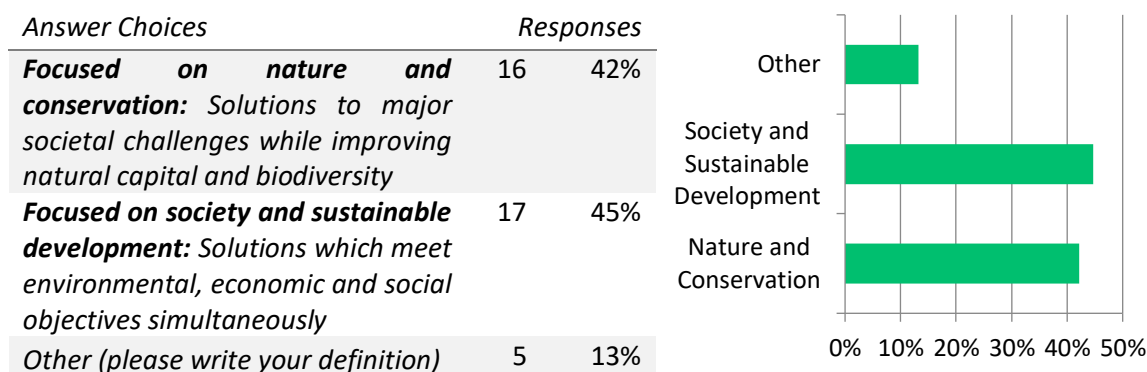 Answer Choices Responses
Focused on nature and 16 42%
conservation: Solutions to major
societal challenges while improving
natural capital and biodiversity
Focused on society and sustainable 17 45%
development: Solutions which meet
environmental, economic and social
objectives simultaneously
Other (please write your definition) 5 13%
Other
Society and
Sustainable
Development
Nature and
Conservation
0% 10% 20% 30% 40% 50%